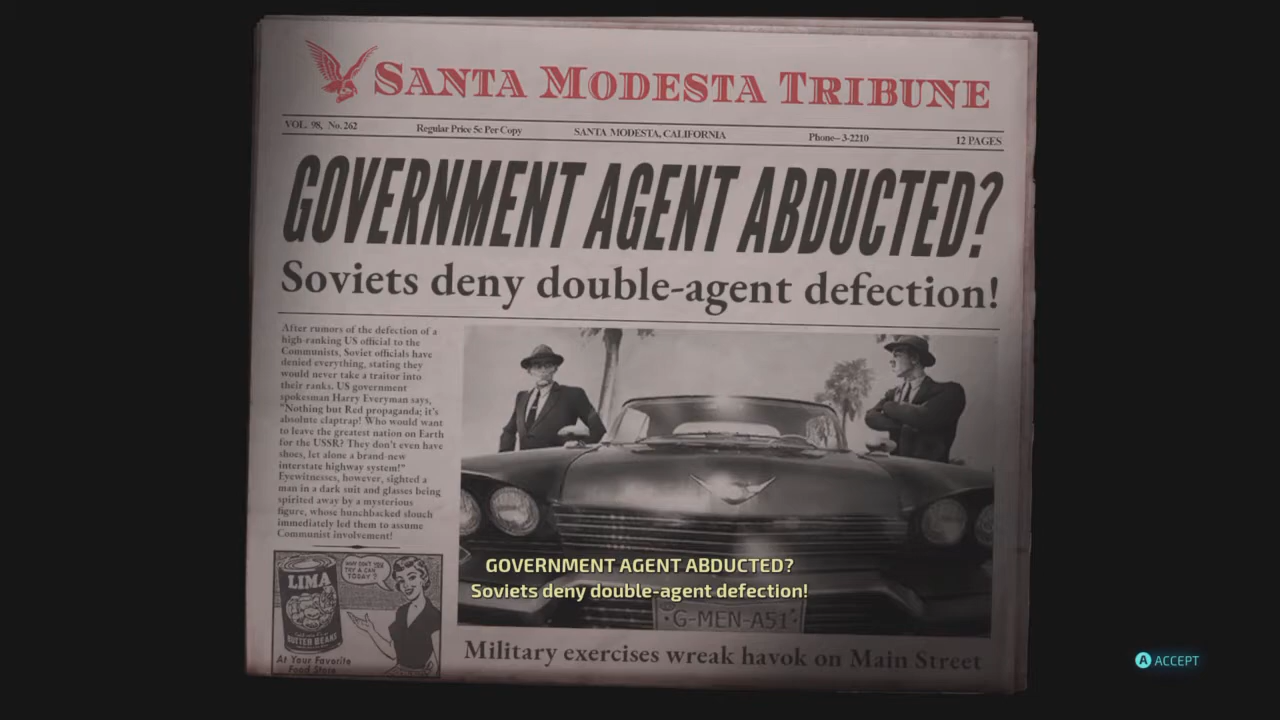 SANTA MODESTA TRIBUNE
VOL. 98, No. 262 Regular Price 5c Per Copy SANTA MODESTA, CALIFORNIA Phone–3-2210 12 PAGES
GOVERNMENT AGENT ABDUCTED?
Soviets deny double-agent defection!
After rumors of the defection of a
high-ranking US official to the
Communists, Soviet officials have
denied everything, stating they
would never take a traitor into
their ranks. US government
spokesman Harry Everyman says,
"Nothing but Red propaganda; it's
absolute claptrap! Who would want
to leave the greatest nation on Earth
for the USSR? They don't even have
shoes, let alone a brand-new
interstate highway system!"
Eyewitnesses, however, sighted a
man in a dark suit and glasses being
spirited away by a mysterious
figure, whose hunchbacked slouch
immediately led them to assume
Communist involvement!
WHY DON'T YOU
TRY A CAN
TODAY?
LIMA
BUTTER BEANS
At Your Favorite
Food Store
GOVERNMENT AGENT ABDUCTED?
Soviets deny double-agent defection!
G-MEN-A51
Military exercises wreak havok on Main Street
A ACCEPT